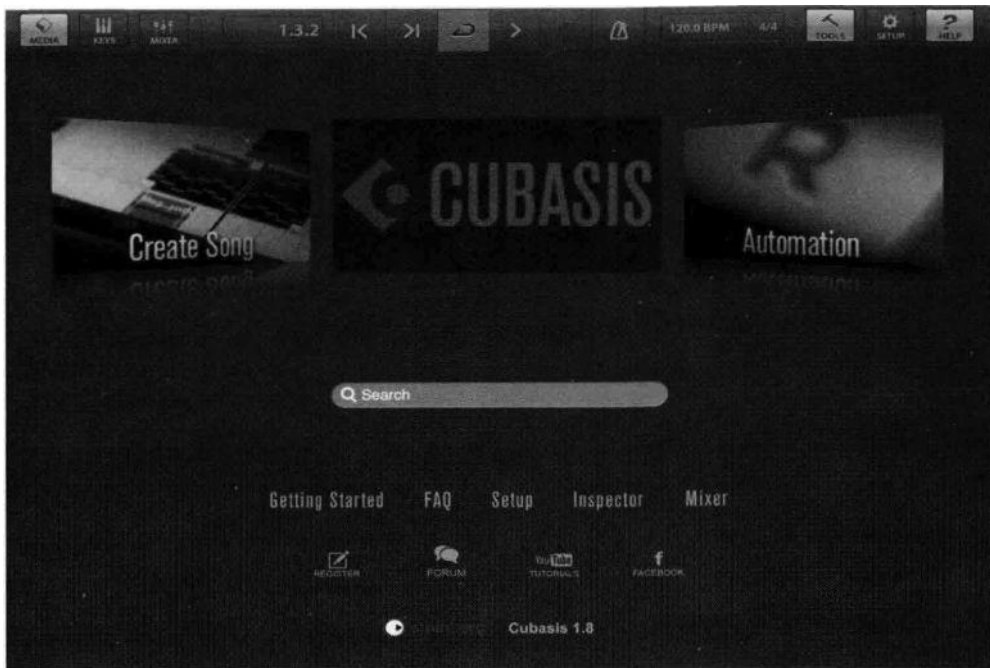 MEDIA KEYS MIXER 1.3.2 120.0 BPM 4/4 TOOLS SETUP ? HELP
CUBASIS
Create Song
Automation
Search
Getting Started FAQ Setup Inspector Mixer
REGISTER FORUM YouTube TUTORIALS f FACEBOOK
Cubasis 1.8